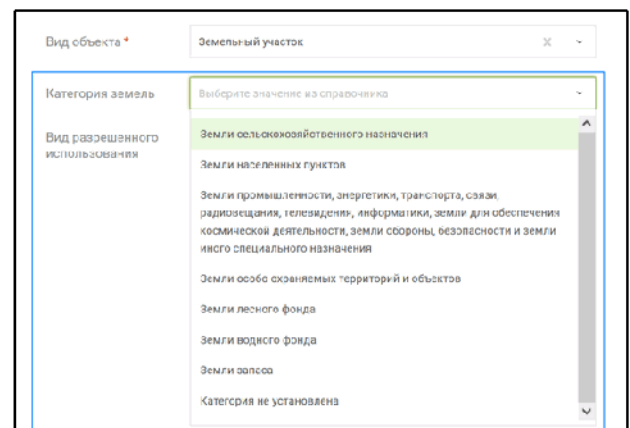 Вид объекта *
Земельный участок
Категория земель
Выберите значение из справочника
Вид разрешенного
использования
Земли сельскохозяйственного назначения
Земли населенных пунктов
Земли промышленности, энергетики, транспорта, связи,
радиовещания, телевидения, информатики, земли для обеспечения
космической деятельности, земли обороны, безопасности и земли
иного специального назначения
Земли особо охраняемых территорий и объектов
Земли лесного фонда
Земли водного фонда
Земли запаса
Категория не установлена